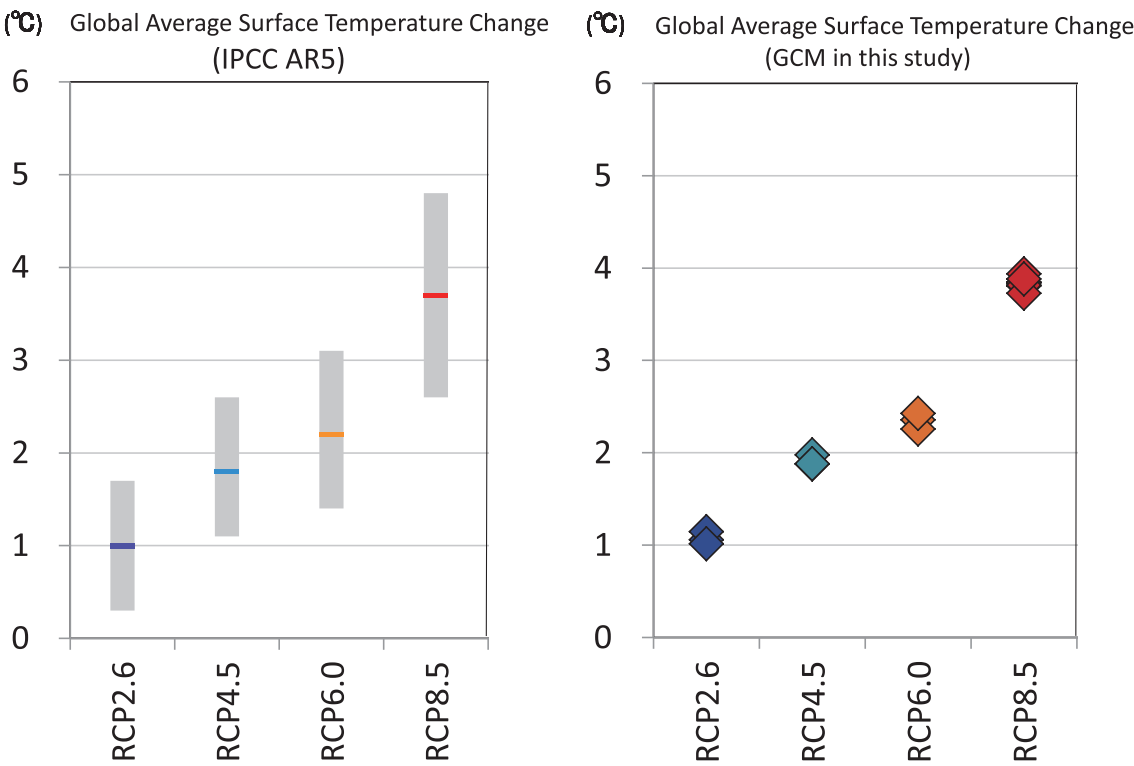 (℃) Global Average Surface Temperature Change
(IPCC AR5)
6
5
4
3
2
1
0
RCP2.6
RCP4.5
RCP6.0
RCP8.5
(℃) Global Average Surface Temperature Change
(GCM in this study)
6
5
4
3
2
1
0
RCP2.6
RCP4.5
RCP6.0
RCP8.5